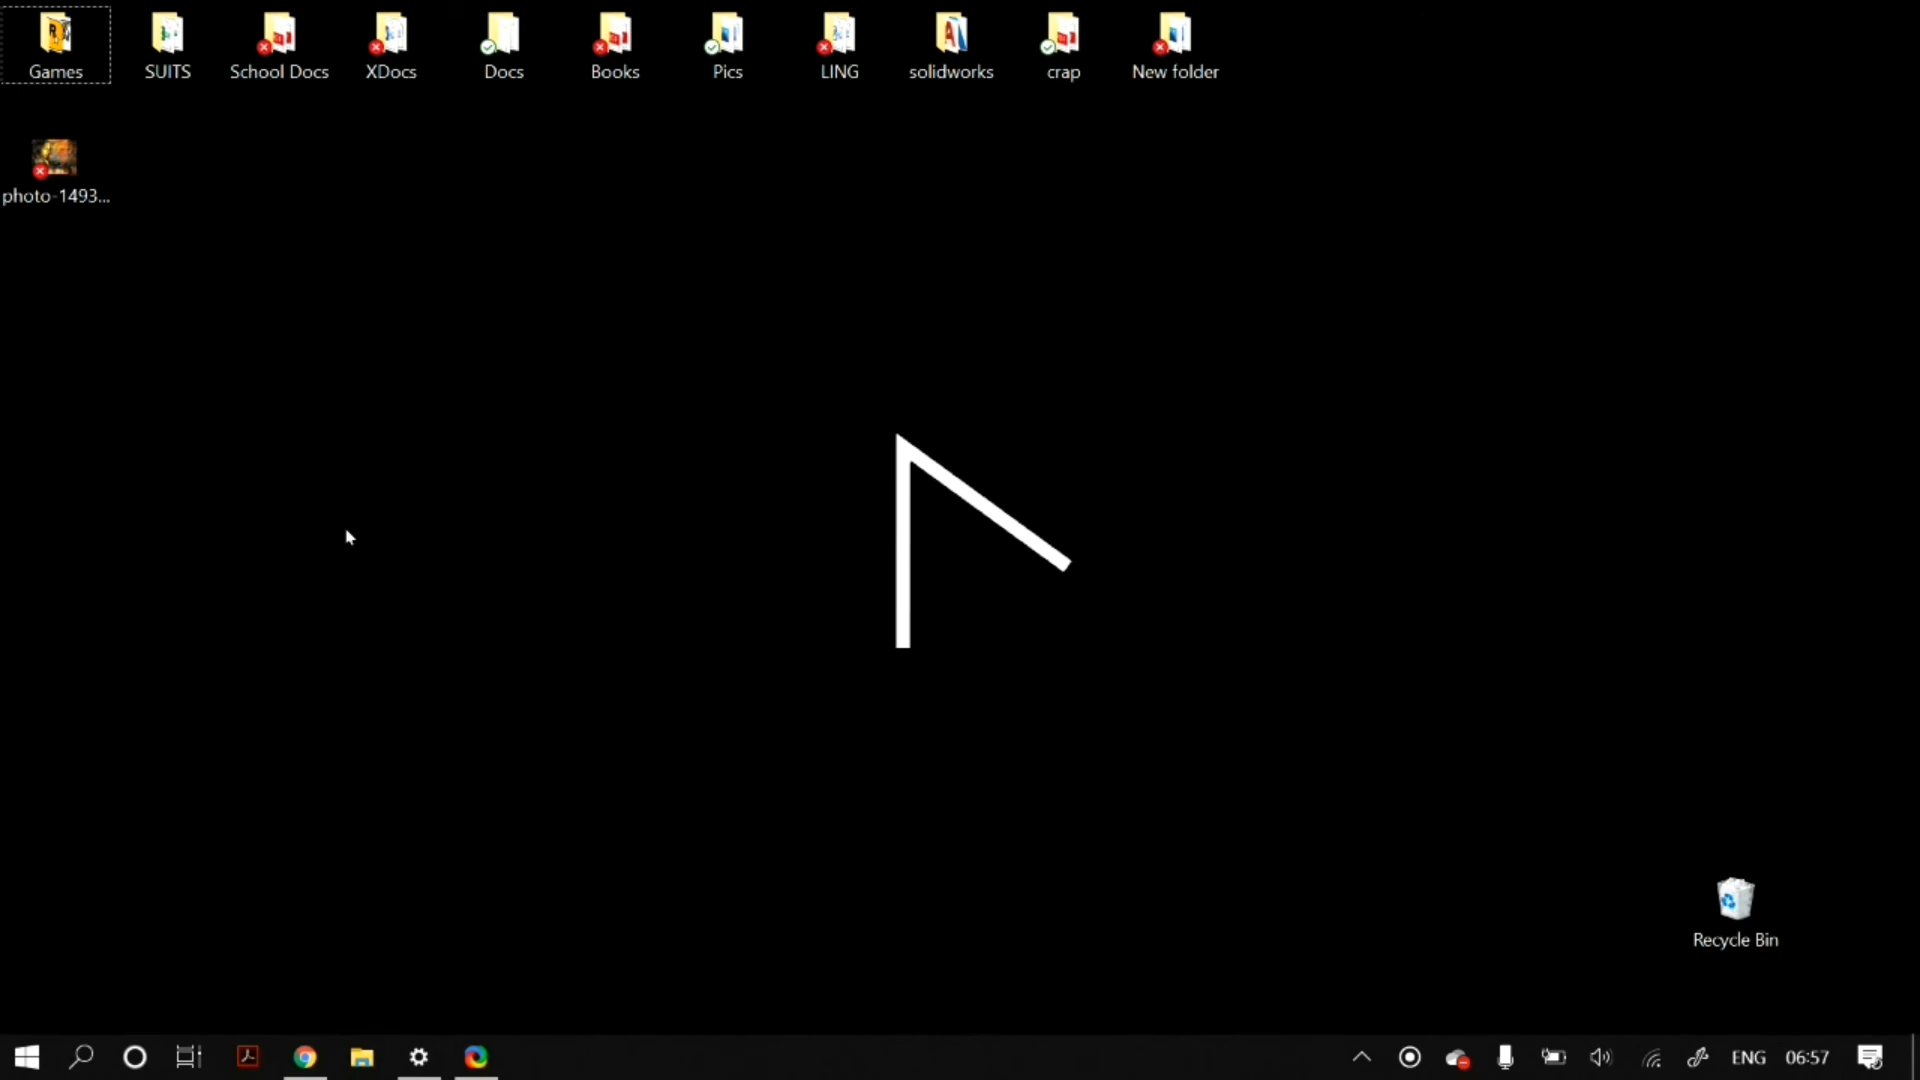 Games SUITS School Docs XDocs Docs Books Pics LING solidworks crap New folder
photo-1493...
Recycle Bin
ENG 06:57